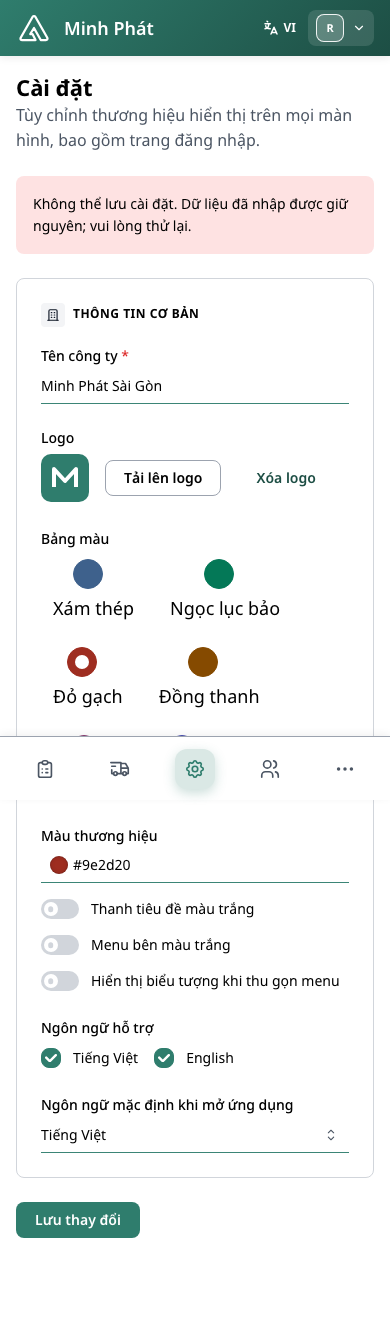 Minh Phát
VI
R
Cài đặt
Tùy chỉnh thương hiệu hiển thị trên mọi màn
hình, bao gồm trang đăng nhập.
Không thể lưu cài đặt. Dữ liệu đã nhập được giữ
nguyên; vui lòng thử lại.
THÔNG TIN CƠ BẢN
Tên công ty *
Minh Phát Sài Gòn
Logo
M
Tải lên logo
Xóa logo
Bảng màu
Xám thép
Ngọc lục bảo
Đỏ gạch
Đồng thanh
Màu thương hiệu
#9e2d20
Thanh tiêu đề màu trắng
Menu bên màu trắng
Hiển thị biểu tượng khi thu gọn menu
Ngôn ngữ hỗ trợ
Tiếng Việt
English
Ngôn ngữ mặc định khi mở ứng dụng
Tiếng Việt
Lưu thay đổi